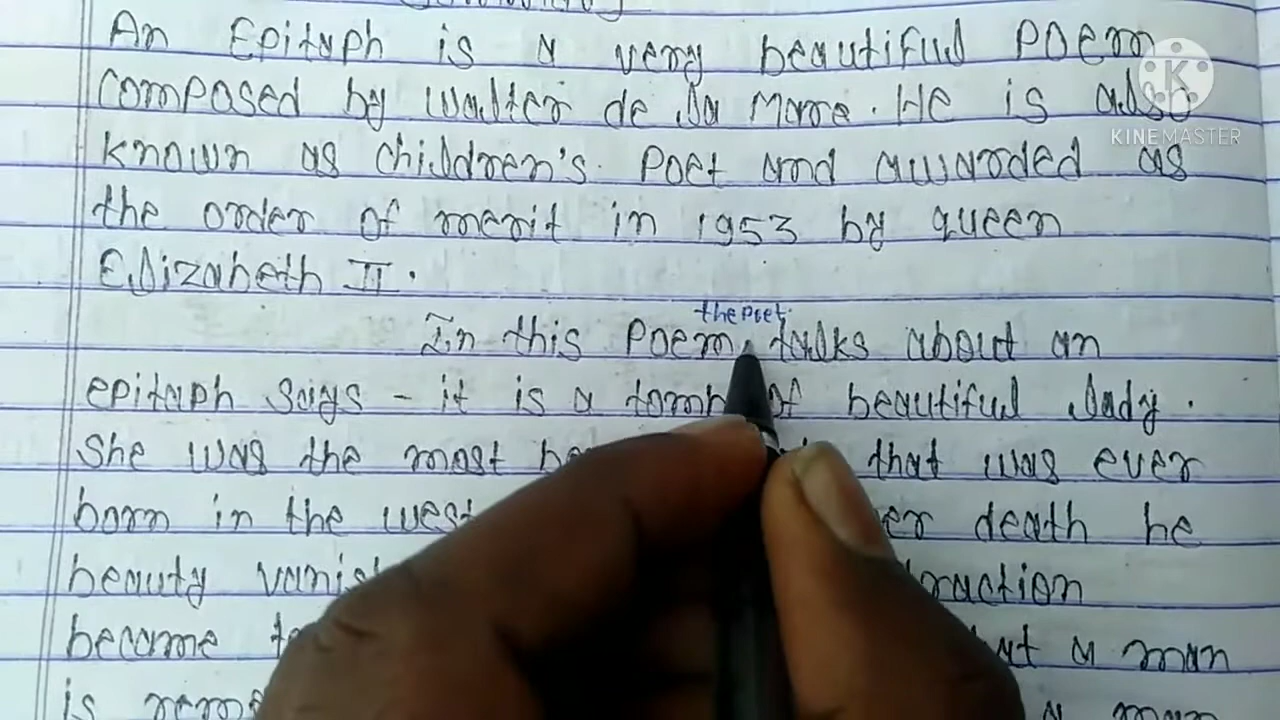 An Epitaph is a very beautiful Poem
composed by Walter de la Mare. He is also
known as children's. Poet and awarded as
the order of merit in 1953 by queen
Elizabeth II.
the Poet
In this Poem, talks about an
epitaph says - it is a tomb of beautiful lady.
She was the most that was ever
born in the west death he
beauty
become a man
is
KINEMASTER